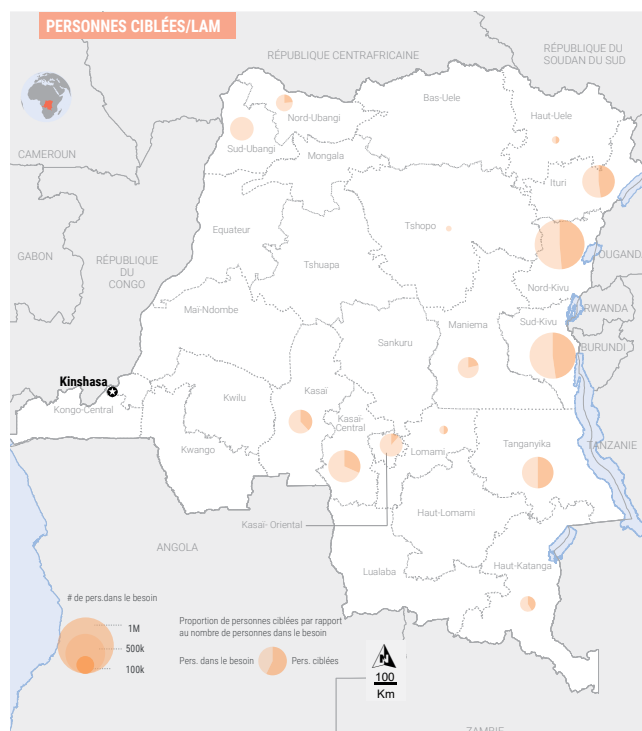 PERSONNES CIBLÉES/LAM
RÉPUBLIQUE CENTRAFRICAINE
RÉPUBLIQUE DU
SOUDAN DU SUD
CAMEROUN
GABON
RÉPUBLIQUE
DU
CONGO
Bas-Uele
Nord-Ubangi
Haut-Uele
Sud-Ubangi
Mongala
Ituri
Equateur
Tshopo
Tshuapa
OUGANDA
Nord-Kivu
RWANDA
Maï-Ndombe
Maniema
Sud-Kivu
Sankuru
BURUNDI
Kinshasa
Kongo-Central
Kwilu
Kasaï
Kasaï-
Central
Kwango
Lomami
Tanganyika
TANZANIE
Haut-Lomami
Kasaï- Oriental
ANGOLA
Lualaba
Haut-Katanga
# de pers.dans le besoin
1M
500k
100k
Proportion de personnes ciblées par rapport
au nombre de personnes dans le besoin
Pers. dans le besoin
Pers. ciblées
N
100
Km
ZAMBIE